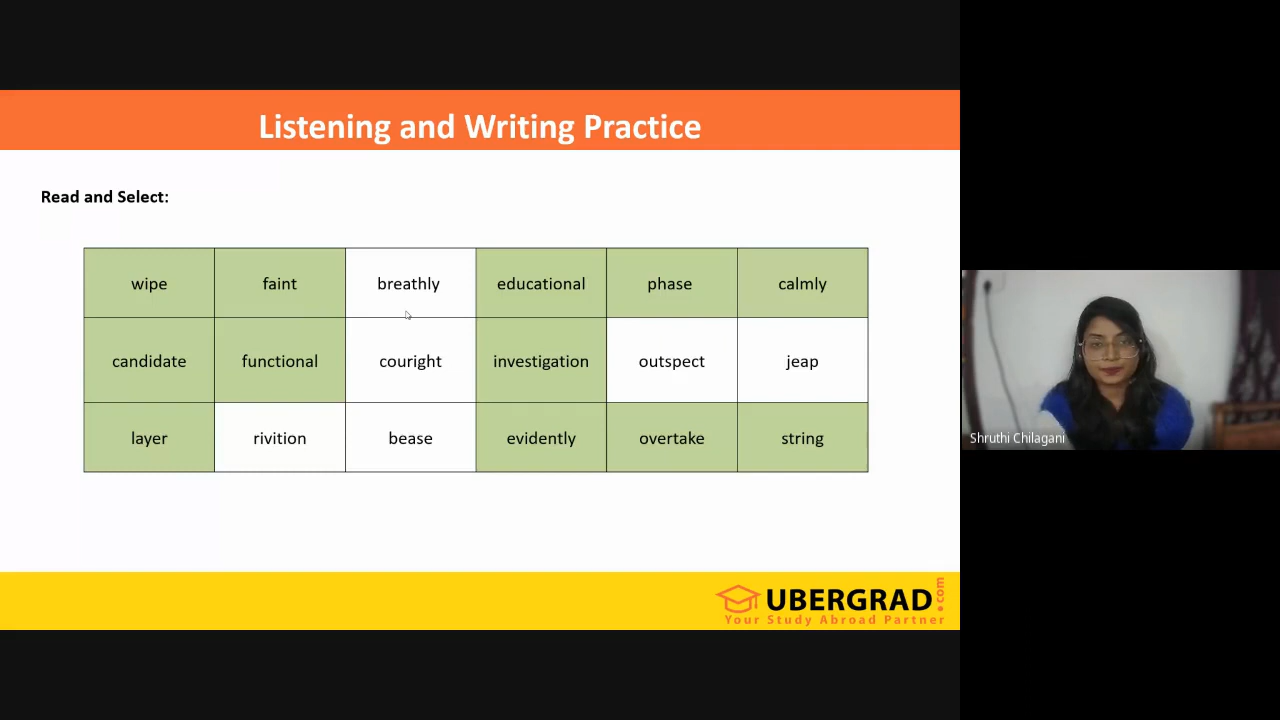 Listening and Writing Practice
Read and Select:
wipe faint breathly educational phase calmly
candidate functional couright investigation outspect jeap
layer rivition bease evidently overtake string
Shruthi Chilagani
UBERGRAD.com
Your Study Abroad Partner